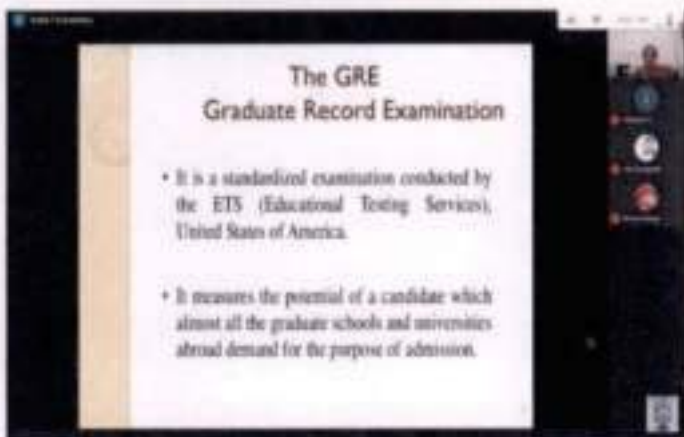 The GRE
Graduate Record Examination
• It is a standardized examination conducted by
the ETS (Educational Testing Services),
United States of America.
• It measures the potential of a candidate which
almost all the graduate schools and universities
abroad demand for the purpose of admission.